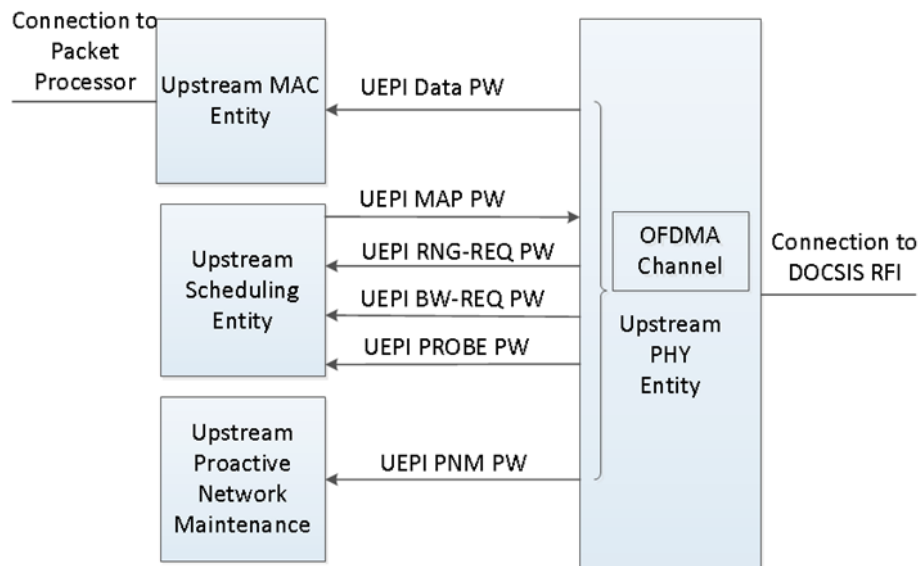 Connection to
Packet
Processor
Upstream MAC
Entity
UEPI Data PW
UEPI MAP PW
UEPI RNG-REQ PW
UEPI BW-REQ PW
UEPI PROBE PW
Upstream
Scheduling
Entity
Upstream
Proactive
Network
Maintenance
UEPI PNM PW
OFDMA
Channel
Upstream
PHY
Entity
Connection to
DOCSIS RFI